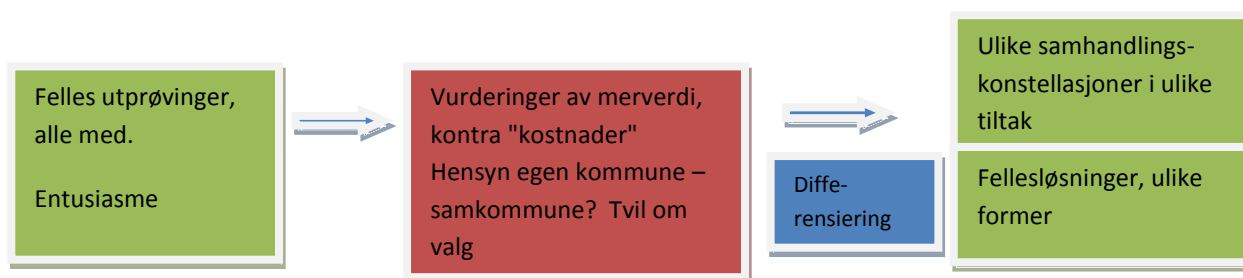 Felles utprøvinger,
alle med.
Entusiasme
Vurderinger av merverdi,
kontra "kostnader"
Hensyn egen kommune –
samkommune?  Tvil om
valg
Diffe-
rensiering
Ulike samhandlings-
konstellasjoner i ulike
tiltak
Fellesløsninger, ulike
former